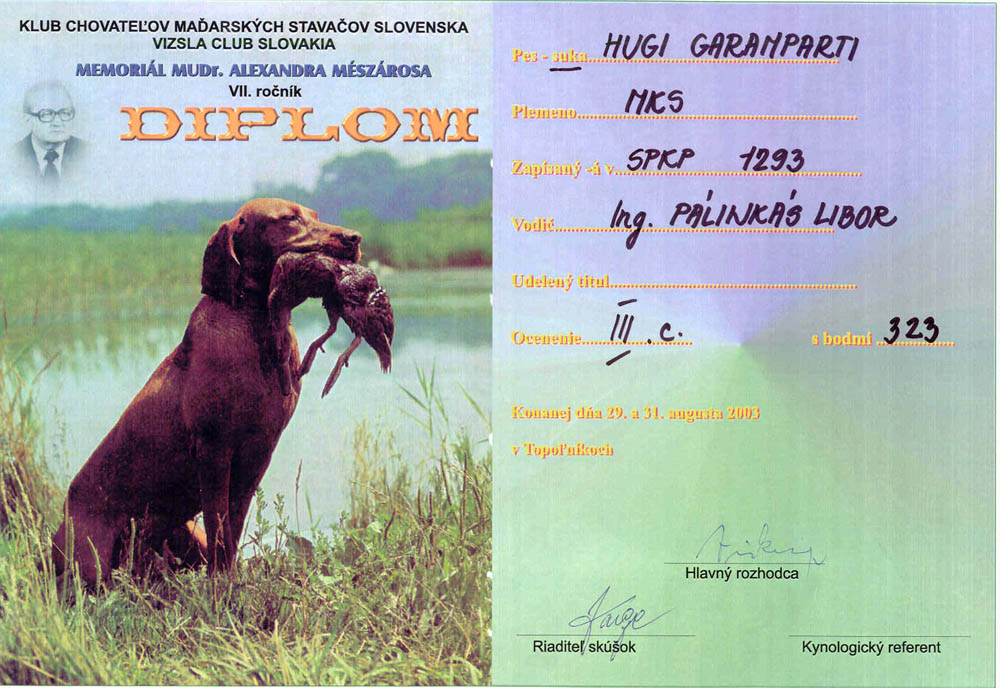 KLUB CHOVATEĽOV MAĎARSKÝCH STAVAČOV SLOVENSKA
VIZSLA CLUB SLOVAKIA
MEMORIÁL MUDr. ALEXANDRA MÉSZÁROSA
VII. ročník
DIPLOM
Pes - suka HUGI GARANPARTI
Plemeno MKS
Zapísaný -á v SPKP 1293
Vodič Ing. PÁLINKÁS LIBOR
Udelený titul
Ocenenie III. c. s bodmi 323
Konanej dňa 29. a 31. augusta 2003
v Topoľníkoch
Hlavný rozhodca
Riaditeľ skúšok
Kynologický referent